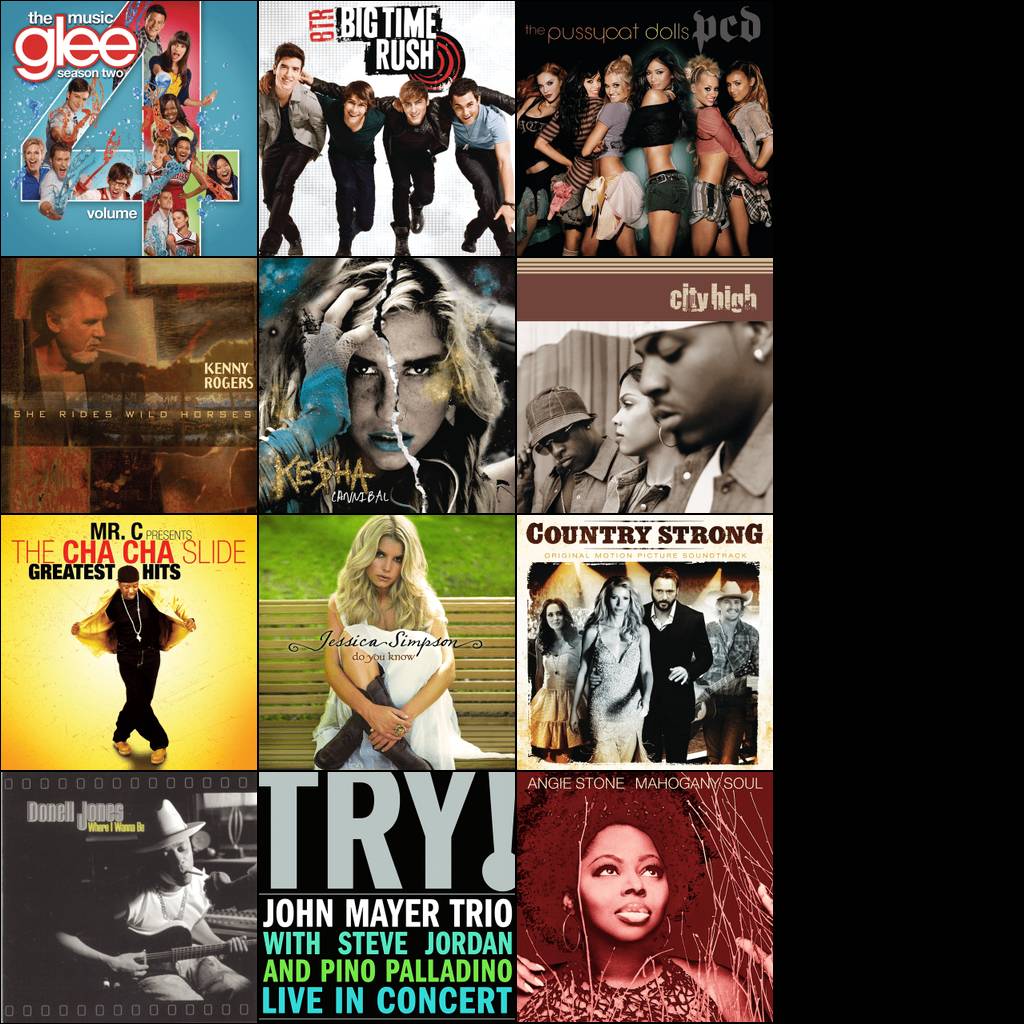 the music
glee
season two
4
volume
BTR
BIG TIME
RUSH
the pussycat dolls pcd
KENNY
ROGERS
SHE RIDES WILD HORSES
KE$HA
CANNIBAL
city high
MR. C PRESENTS
THE CHA CHA SLIDE
GREATEST HITS
Jessica Simpson
do you know
COUNTRY STRONG
ORIGINAL MOTION PICTURE SOUNDTRACK
Donell Jones
Where I Wanna Be
TRY!
JOHN MAYER TRIO
WITH STEVE JORDAN
AND PINO PALLADINO
LIVE IN CONCERT
ANGIE STONE MAHOGANY SOUL